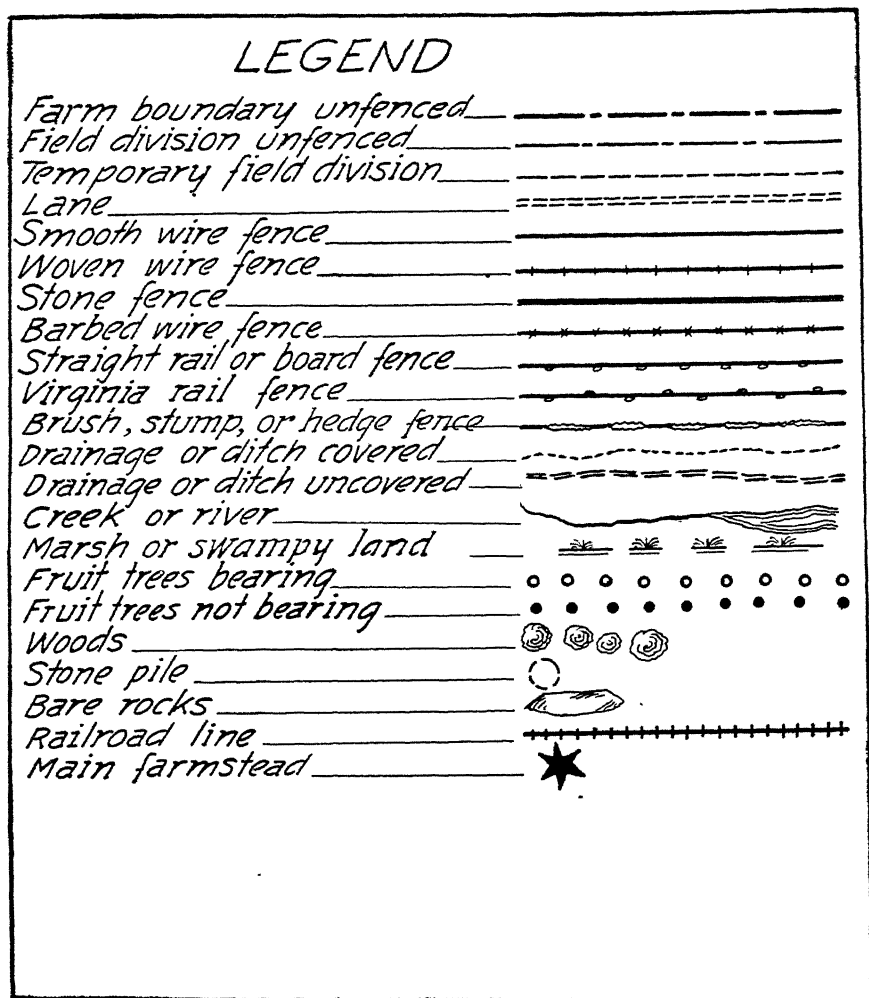 LEGEND
Farm boundary unfenced
Field division unfenced
Temporary field division
Lane
Smooth wire fence
Woven wire fence
Stone fence
Barbed wire fence
Straight rail or board fence
Virginia rail fence
Brush, stump, or hedge fence
Drainage or ditch covered
Drainage or ditch uncovered
Creek or river
Marsh or swampy land
Fruit trees bearing
Fruit trees not bearing
Woods
Stone pile
Bare rocks
Railroad line
Main farmstead